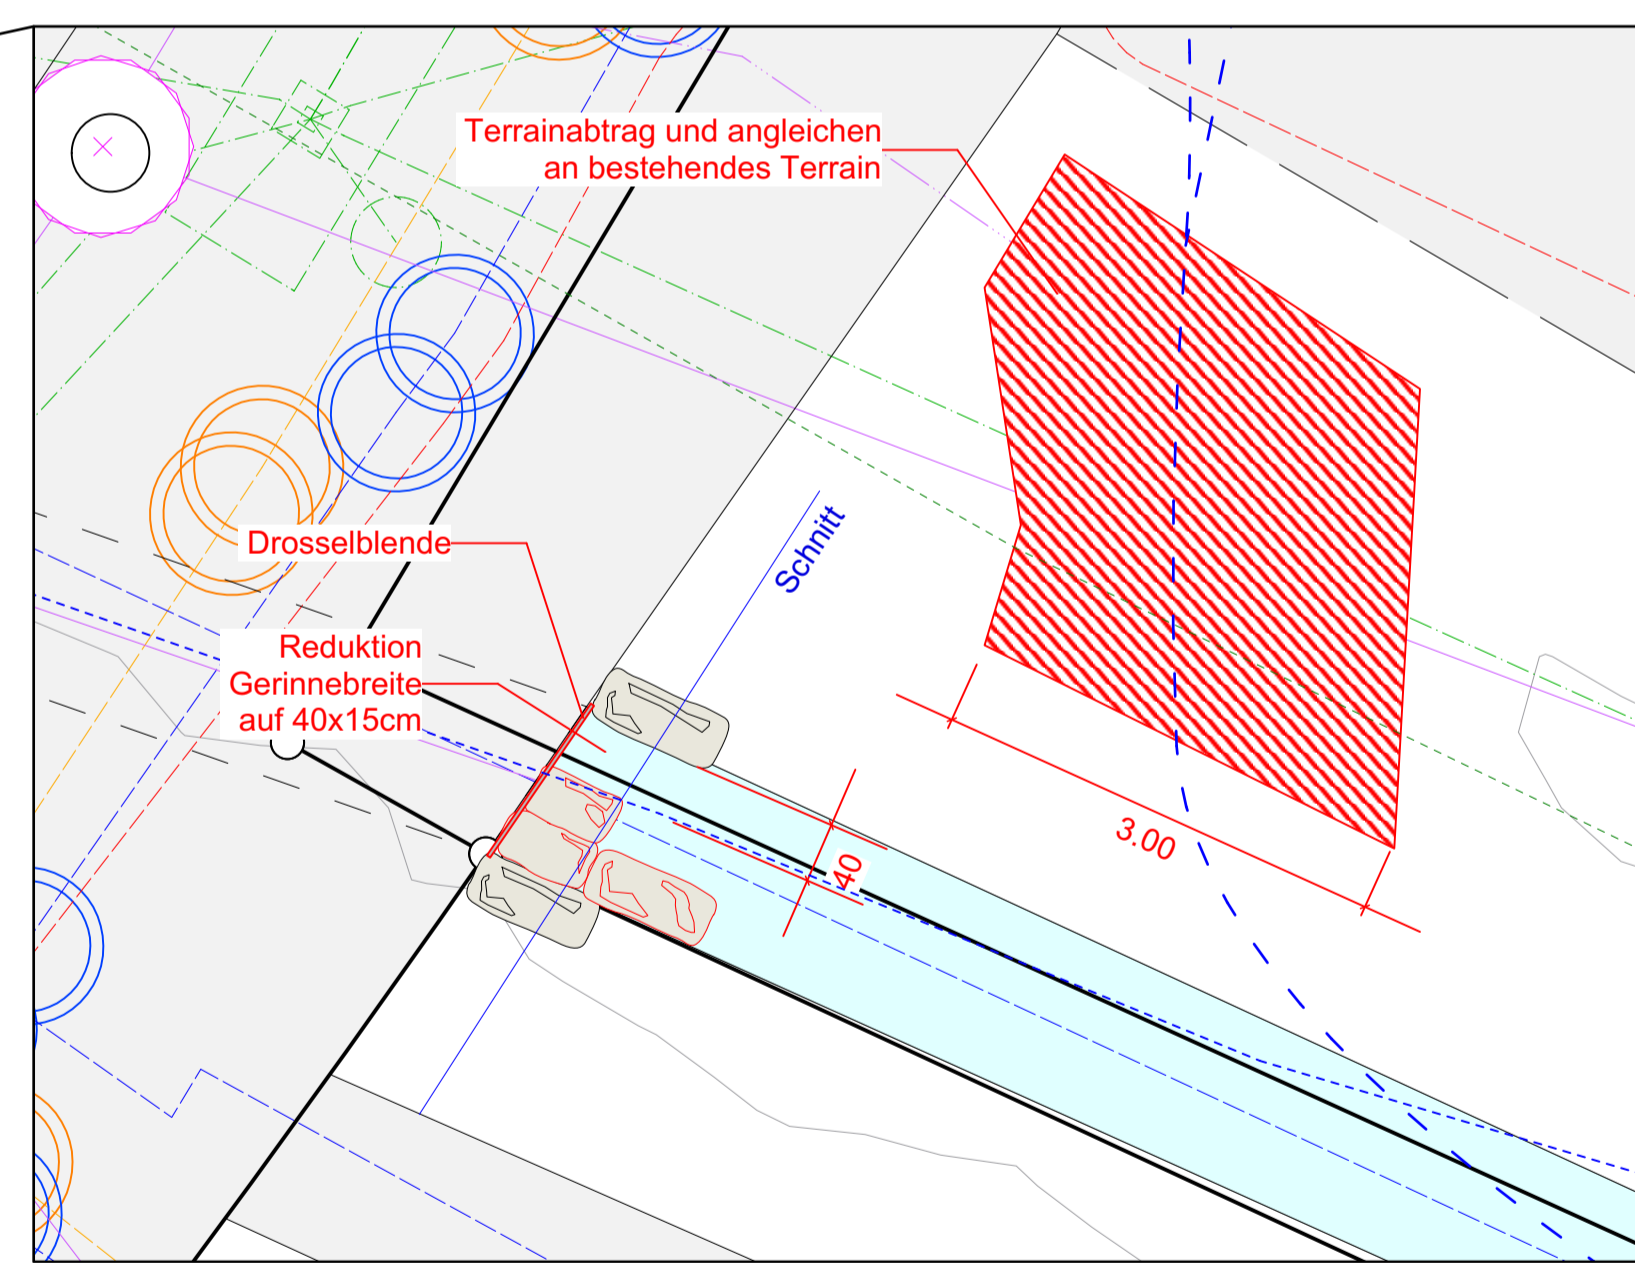 Terrainabtrag und angleichen
an bestehendes Terrain
Schnitt
Drosselblende
Reduktion
Gerinnebreite
auf 40x15cm
3.00
40